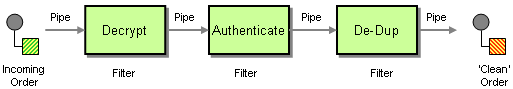 Pipe
Pipe
Pipe
Pipe
Decrypt
Authenticate
De-Dup
Incoming
Order
Filter
Filter
Filter
'Clean'
Order